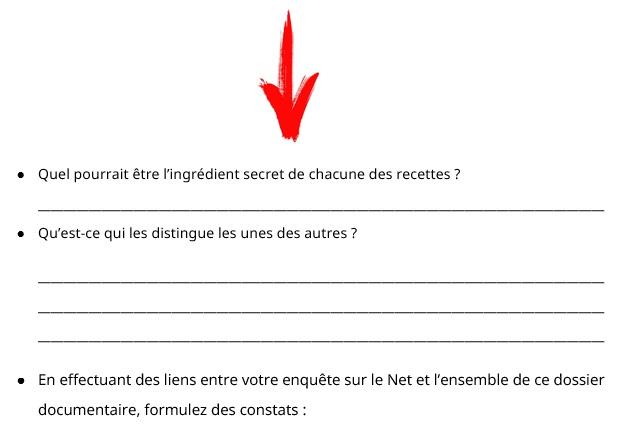 • Quel pourrait être l’ingrédient secret de chacune des recettes ?
• Qu’est-ce qui les distingue les unes des autres ?
• En effectuant des liens entre votre enquête sur le Net et l’ensemble de ce dossier
documentaire, formulez des constats :